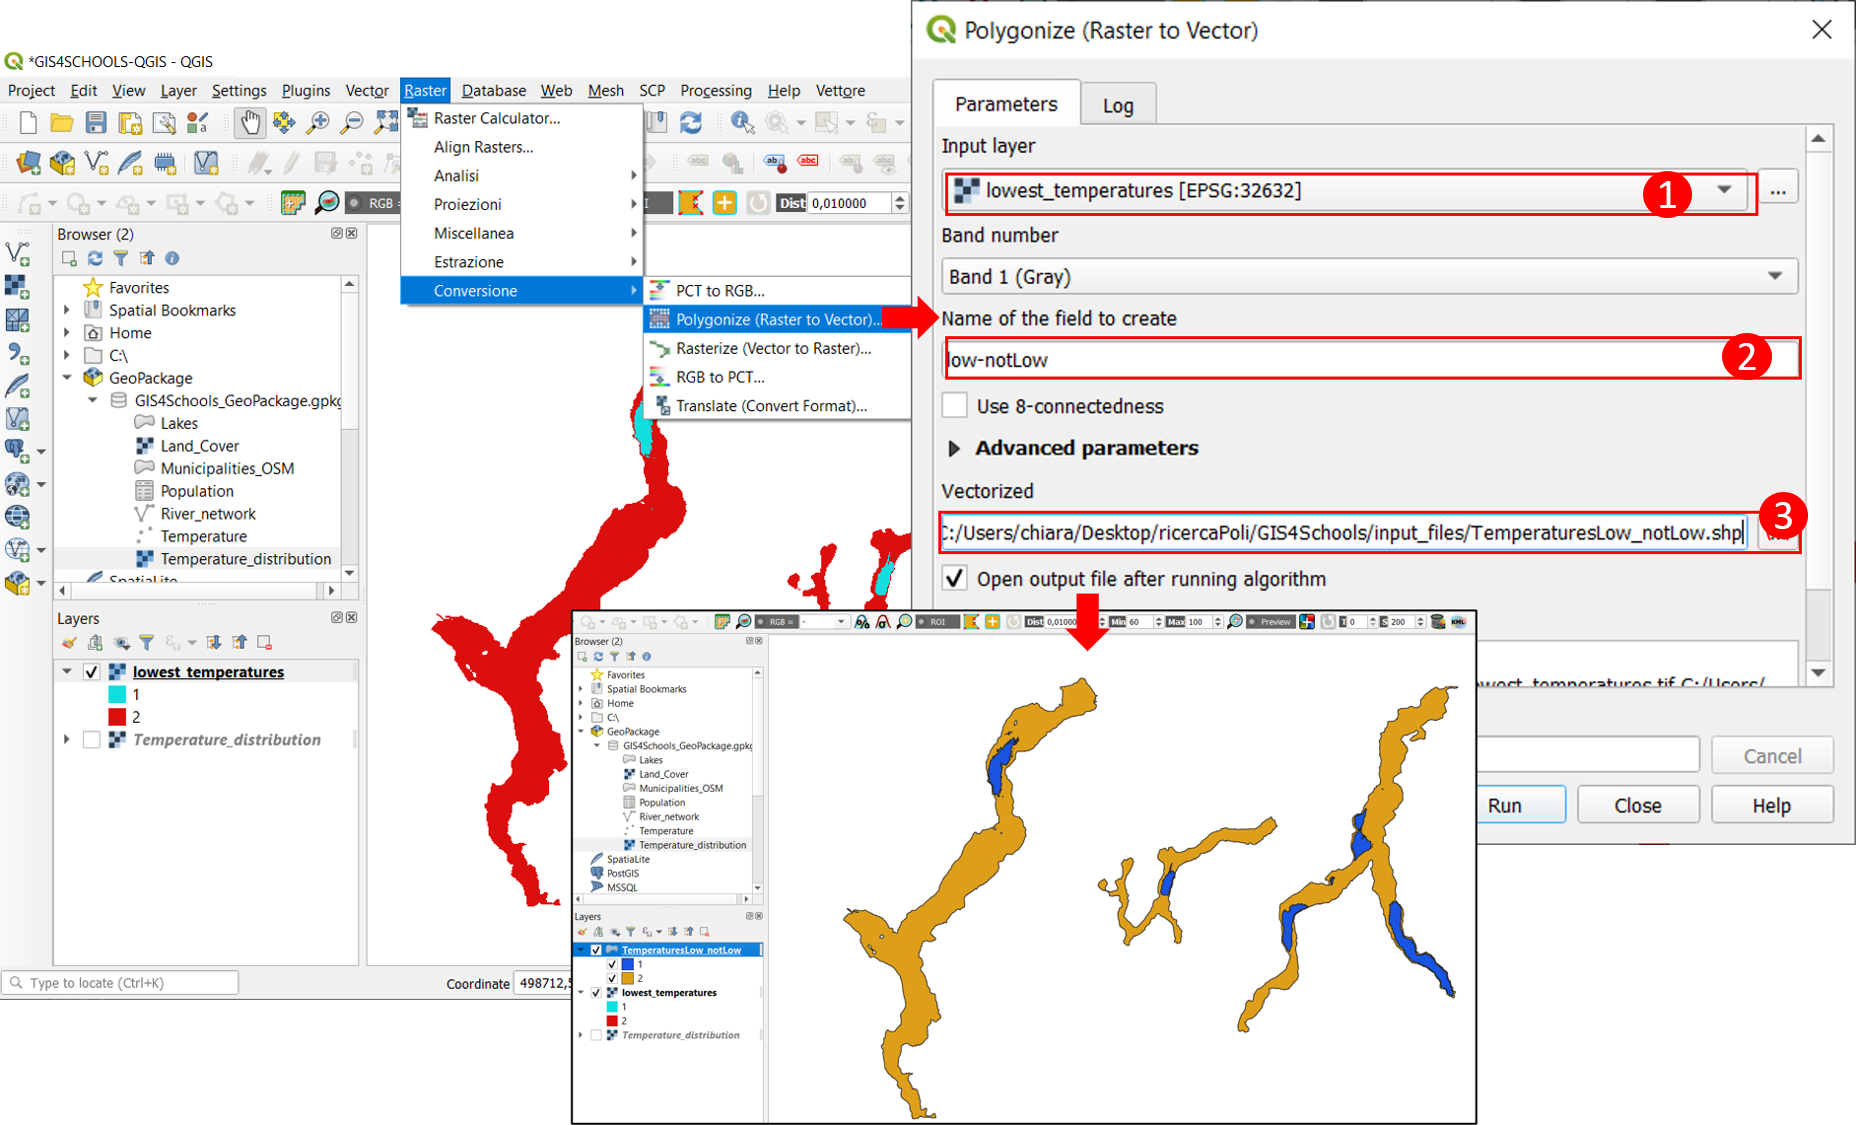 *GIS4SCHOOLS-QGIS - QGIS
Project Edit View Layer Settings Plugins Vector Raster Database Web Mesh SCP Processing Help Vettore
Raster Calculator...
Align Rasters...
Analisi
Proiezioni
Miscellanea
Estrazione
Conversione
PCT to RGB...
Polygonize (Raster to Vector)...
Rasterize (Vector to Raster)...
RGB to PCT...
Translate (Convert Format)...
abc abc abc abc abc
RGB =
Dist 0,010000
Browser (2)
Favorites
Spatial Bookmarks
Home
C:\
GeoPackage
GIS4Schools_GeoPackage.gpkg
Lakes
Land_Cover
Municipalities_OSM
Population
River_network
Temperature
Temperature_distribution
SpatiaLite
Layers
lowest_temperatures
1
2
Temperature_distribution
Type to locate (Ctrl+K)
Coordinate 498712,5
Polygonize (Raster to Vector)
Parameters Log
Input layer
lowest_temperatures [EPSG:32632] 1 ...
Band number
Band 1 (Gray)
Name of the field to create
low-notLow 2
Use 8-connectedness
Advanced parameters
Vectorized
C:/Users/chiara/Desktop/ricercaPoli/GIS4Schools/input_files/TemperaturesLow_notLow.shp 3
Open output file after running algorithm
west_temperatures.tif C:/Users/
Cancel
Run Close Help
RGB = - ROI Dist 0,01000 Min 60 Max 100 Preview T 0 S 200 KML
Browser (2)
Favorites
Spatial Bookmarks
Home
C:\
GeoPackage
GIS4Schools_GeoPackage.gpkg
Lakes
Land_Cover
Municipalities_OSM
Population
River_network
Temperature
Temperature_distribution
SpatiaLite
PostGIS
MSSQL
Layers
TemperaturesLow_notLow
1
2
lowest_temperatures
1
2
Temperature_distribution